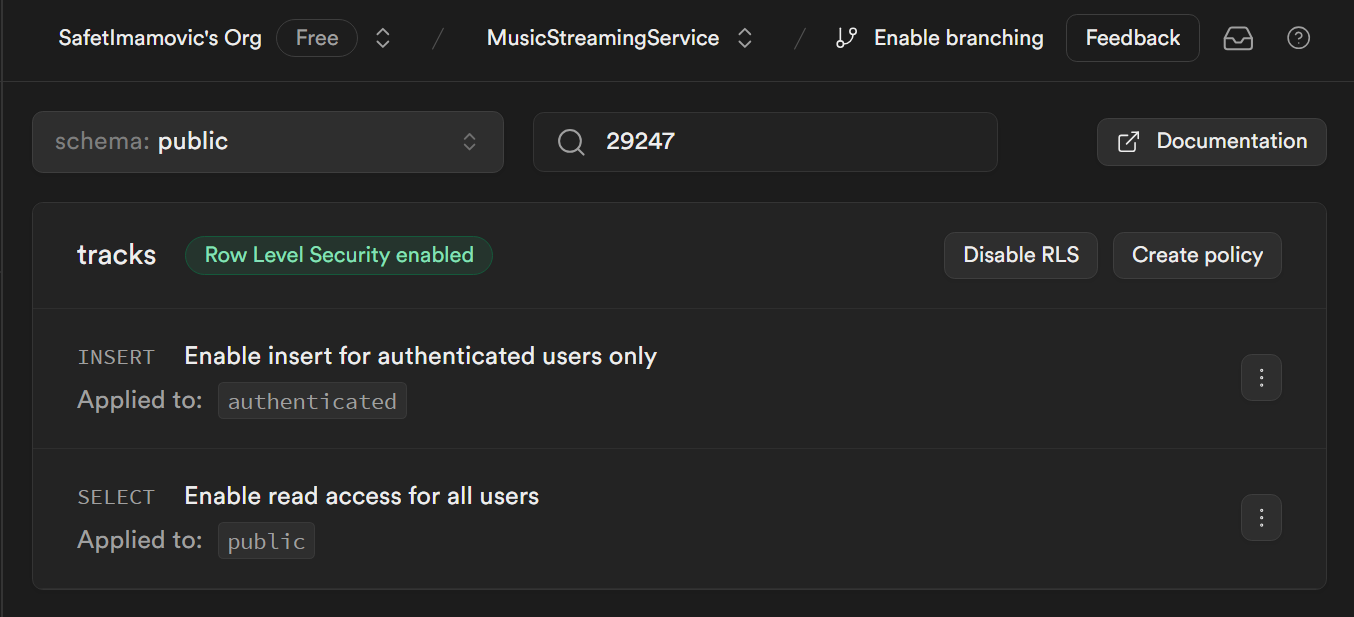 SafetImamovic's Org Free / MusicStreamingService / Enable branching Feedback
schema: public 29247 Documentation
tracks Row Level Security enabled Disable RLS Create policy
INSERT Enable insert for authenticated users only
Applied to: authenticated
SELECT Enable read access for all users
Applied to: public